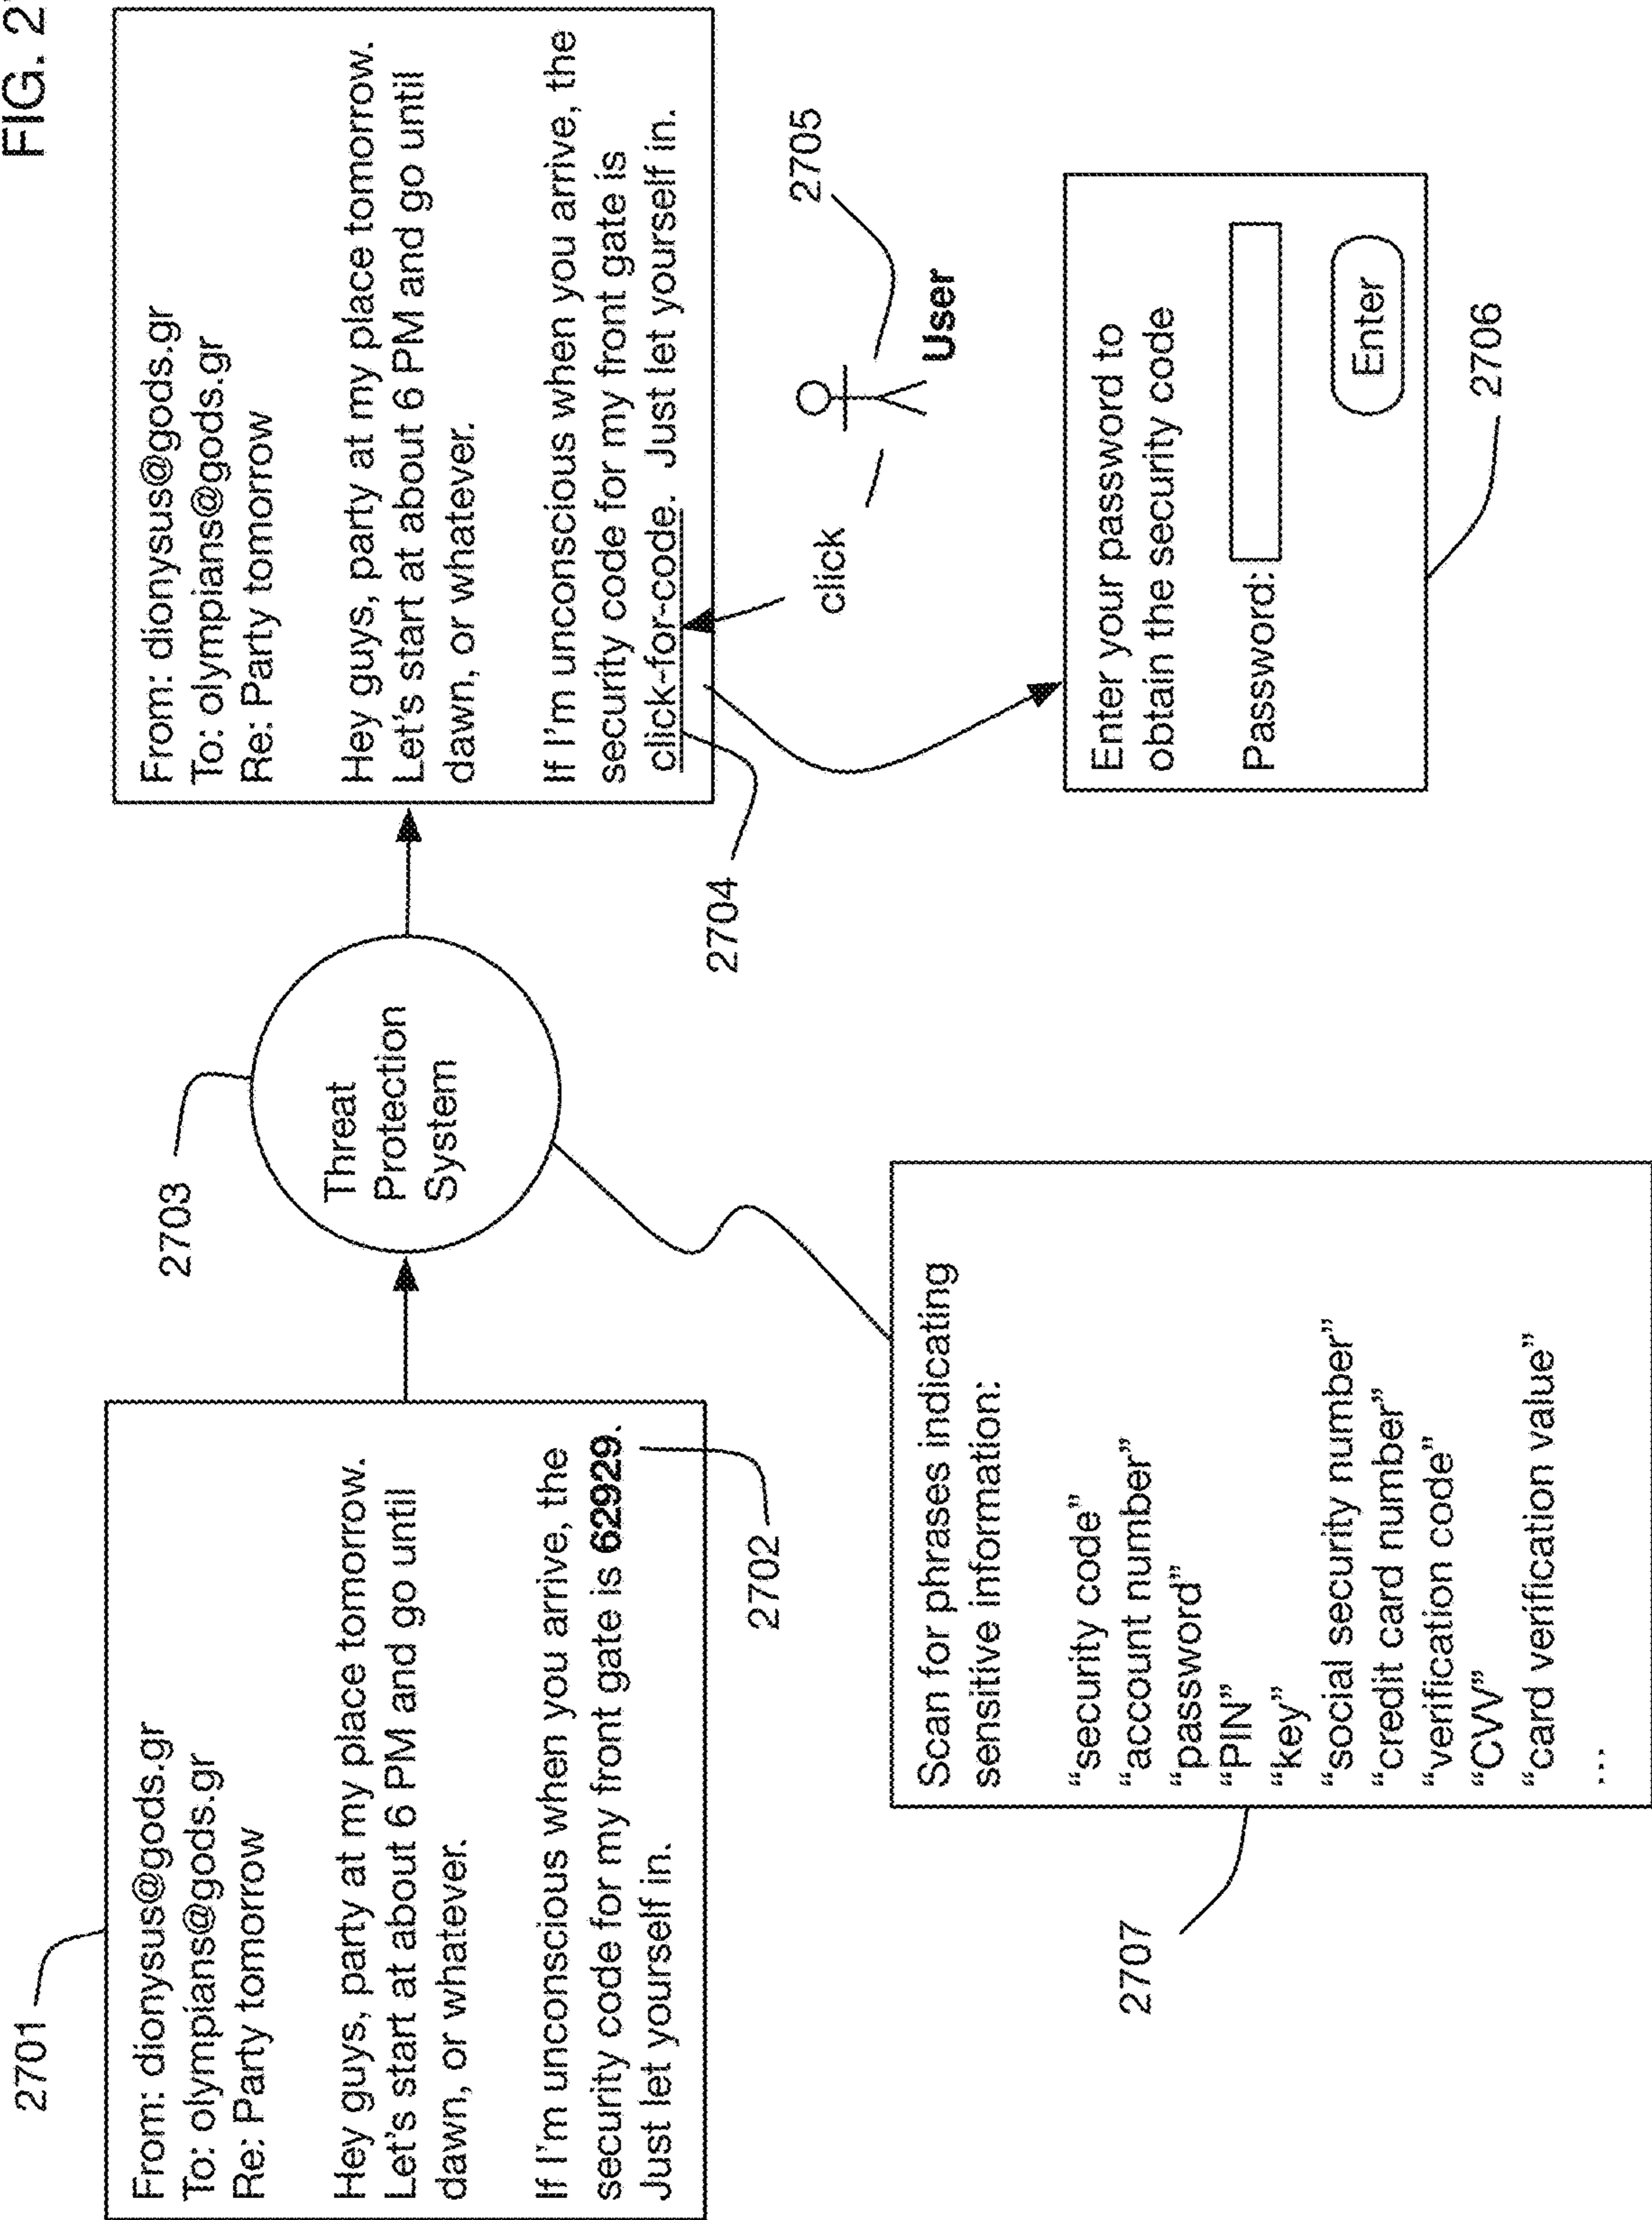 FIG. 2
2701
From: dionysus@gods.gr
To: olympians@gods.gr
Re: Party tomorrow
Hey guys, party at my place tomorrow.
Let's start at about 6 PM and go until
dawn, or whatever.
If I'm unconscious when you arrive, the
security code for my front gate is 62929.
Just let yourself in.
2702
2703
Threat
Protection
System
From: dionysus@gods.gr
To: olympians@gods.gr
Re: Party tomorrow
Hey guys, party at my place tomorrow.
Let's start at about 6 PM and go until
dawn, or whatever.
If I'm unconscious when you arrive, the
security code for my front gate is
click-for-code. Just let yourself in.
2704
click
User
2705
2707
Scan for phrases indicating
sensitive information:
“security code”
“account number”
“password”
“PIN”
“key”
“social security number”
“credit card number”
“verification code”
“CVV”
“card verification value”
...
Enter your password to
obtain the security code
Password:
Enter
2706